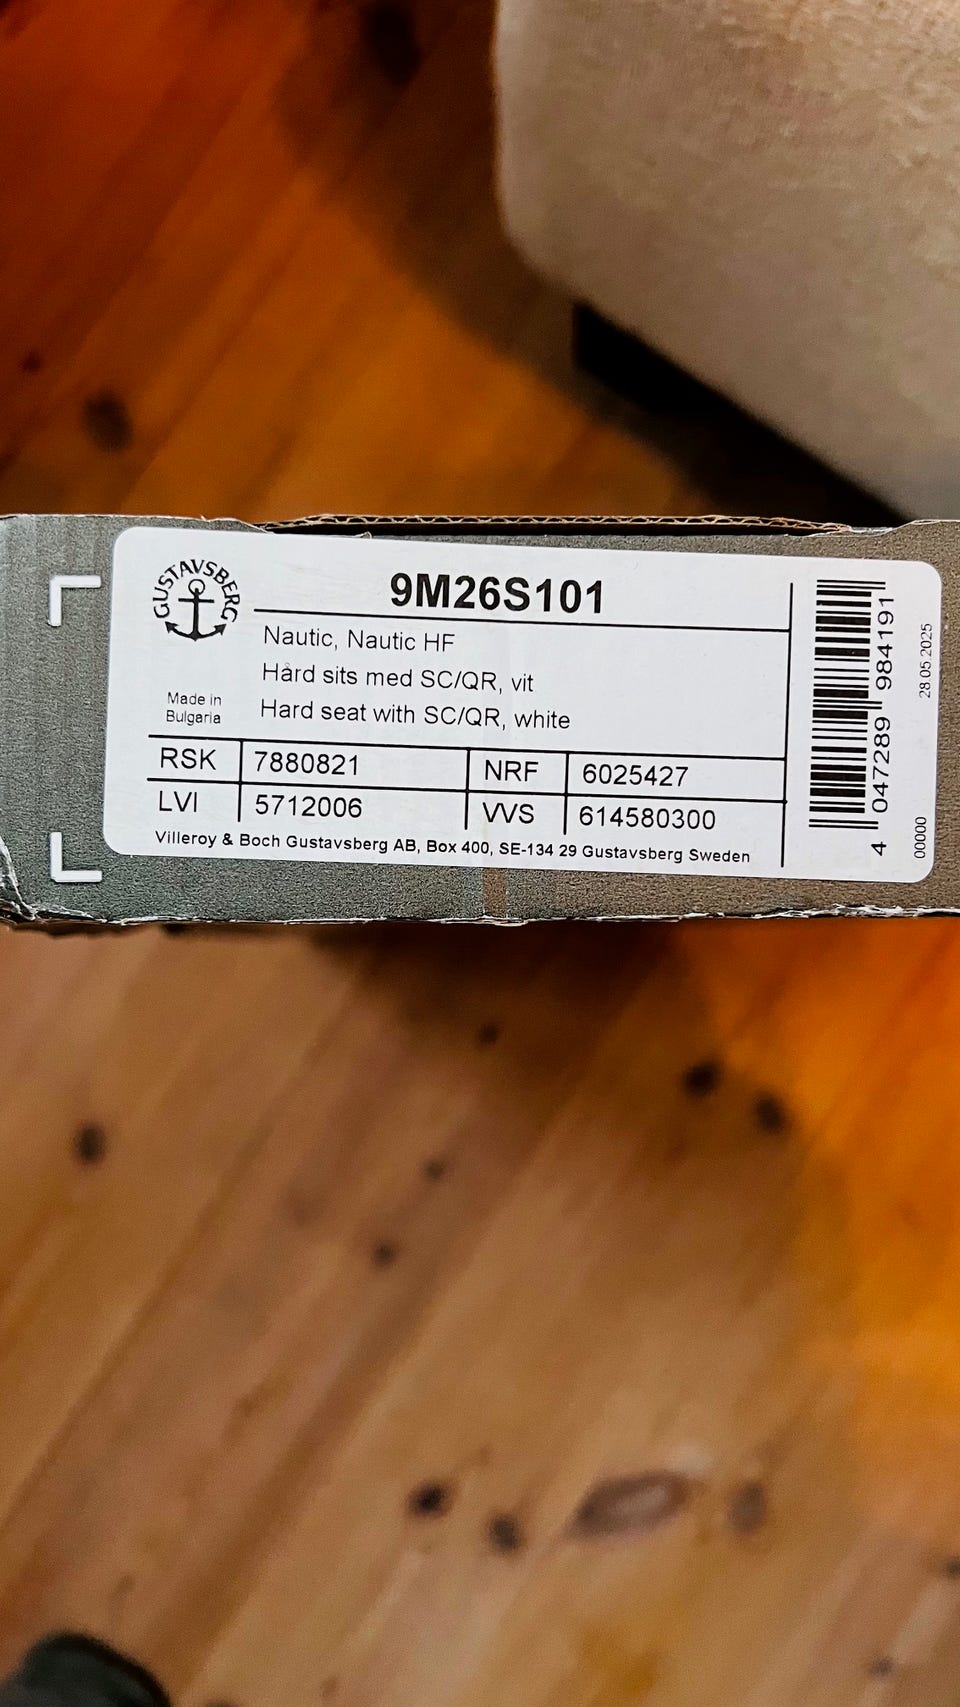 GUSTAVSBERG
9M26S101
Nautic, Nautic HF
Hård sits med SC/QR, vit
Hard seat with SC/QR, white
Made in
Bulgaria
RSK 7880821 NRF 6025427
LVI 5712006 VVS 614580300
Villeroy & Boch Gustavsberg AB, Box 400, SE-134 29 Gustavsberg Sweden
4 047289 984191
00000 28.05.2025